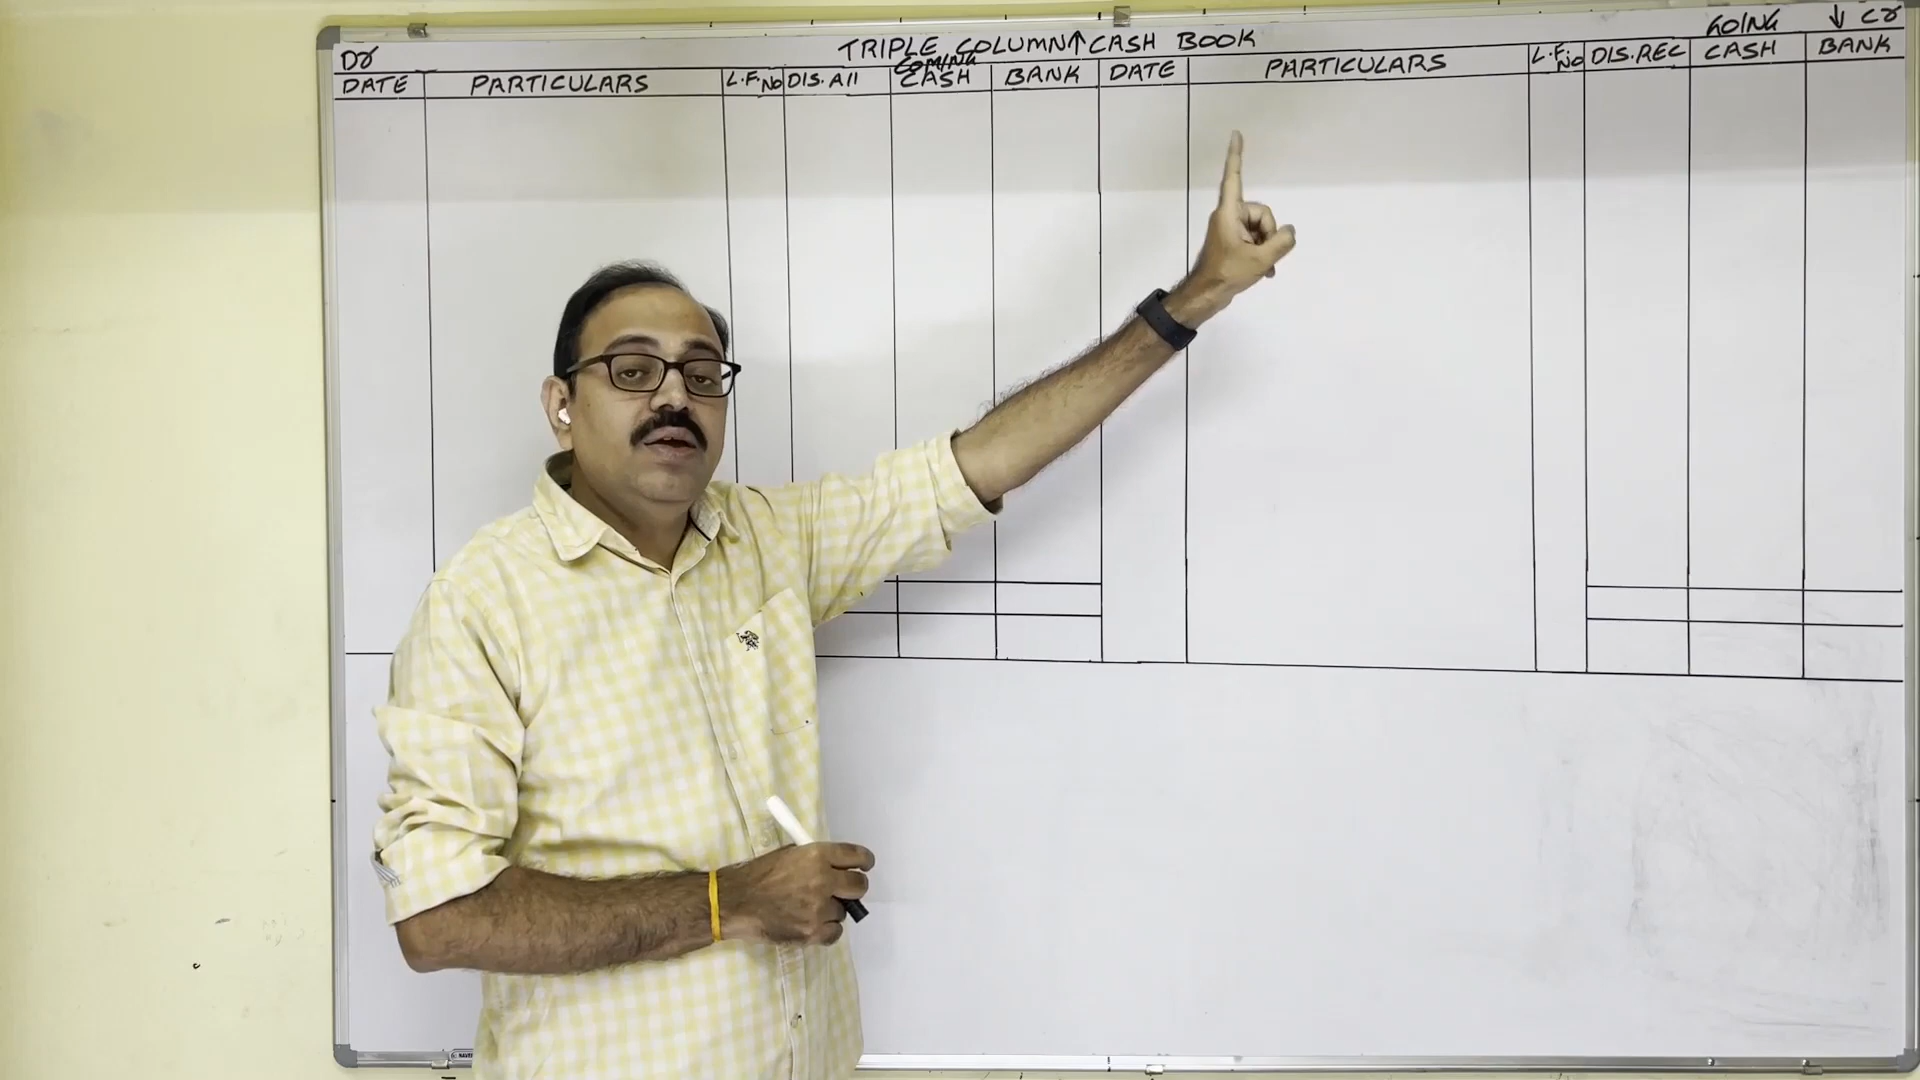 TRIPLE COLUMN↑ CASH BOOK
Dr
GOING ↓ Cr
COMING
DATE PARTICULARS L.F. No DIS. All CASH BANK DATE PARTICULARS L.F. No DIS. REC CASH BANK